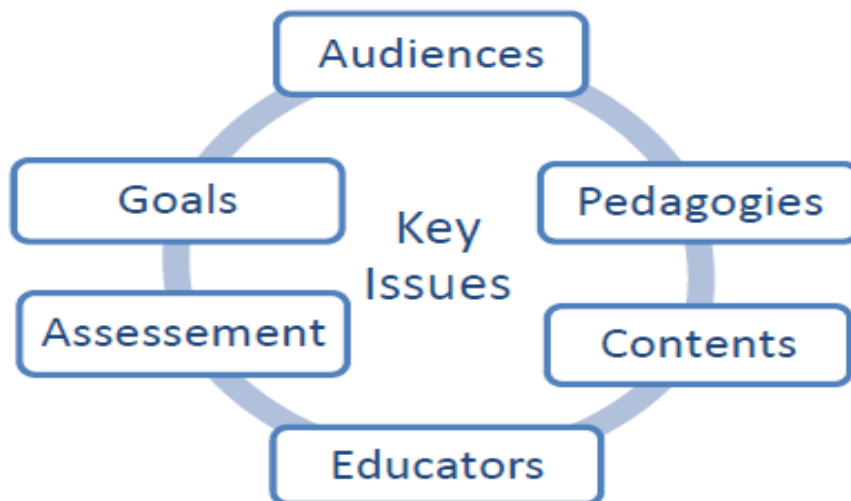 Audiences
Goals
Pedagogies
Key
Issues
Assessement
Contents
Educators